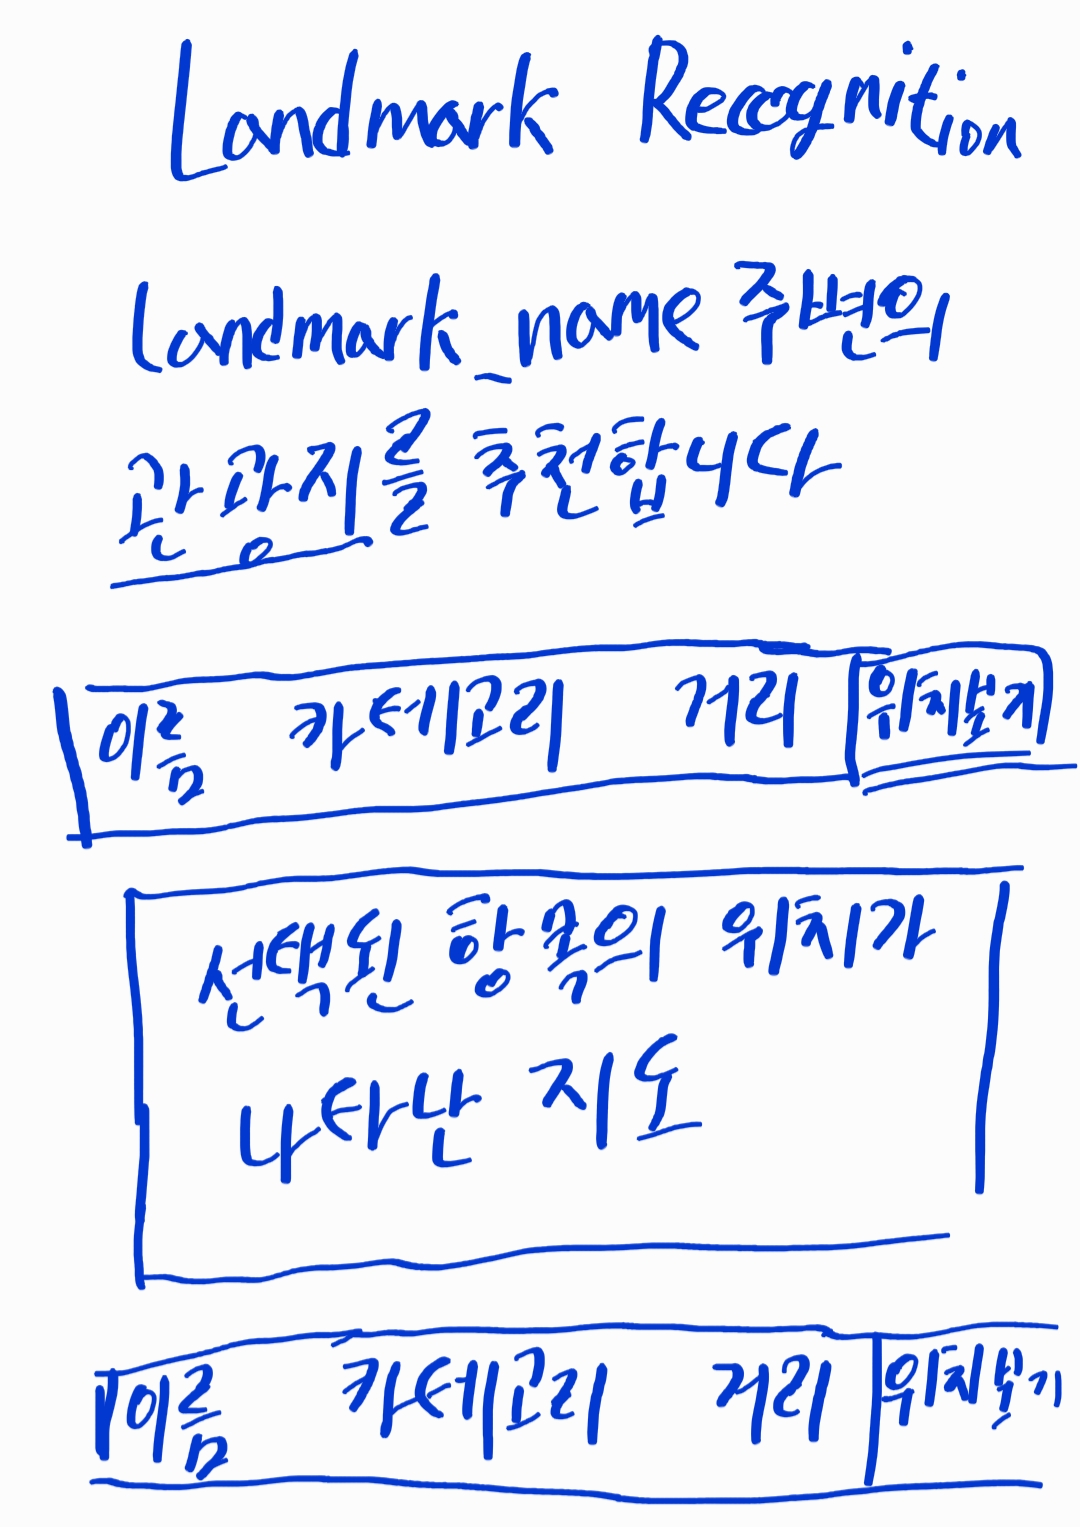 Landmark Recognition
landmark_name 주변의
관광지를 추천합니다
이름 카테고리 거리 위치보기
선택된 항목의 위치가
나타난 지도
이름 카테고리 거리 위치보기